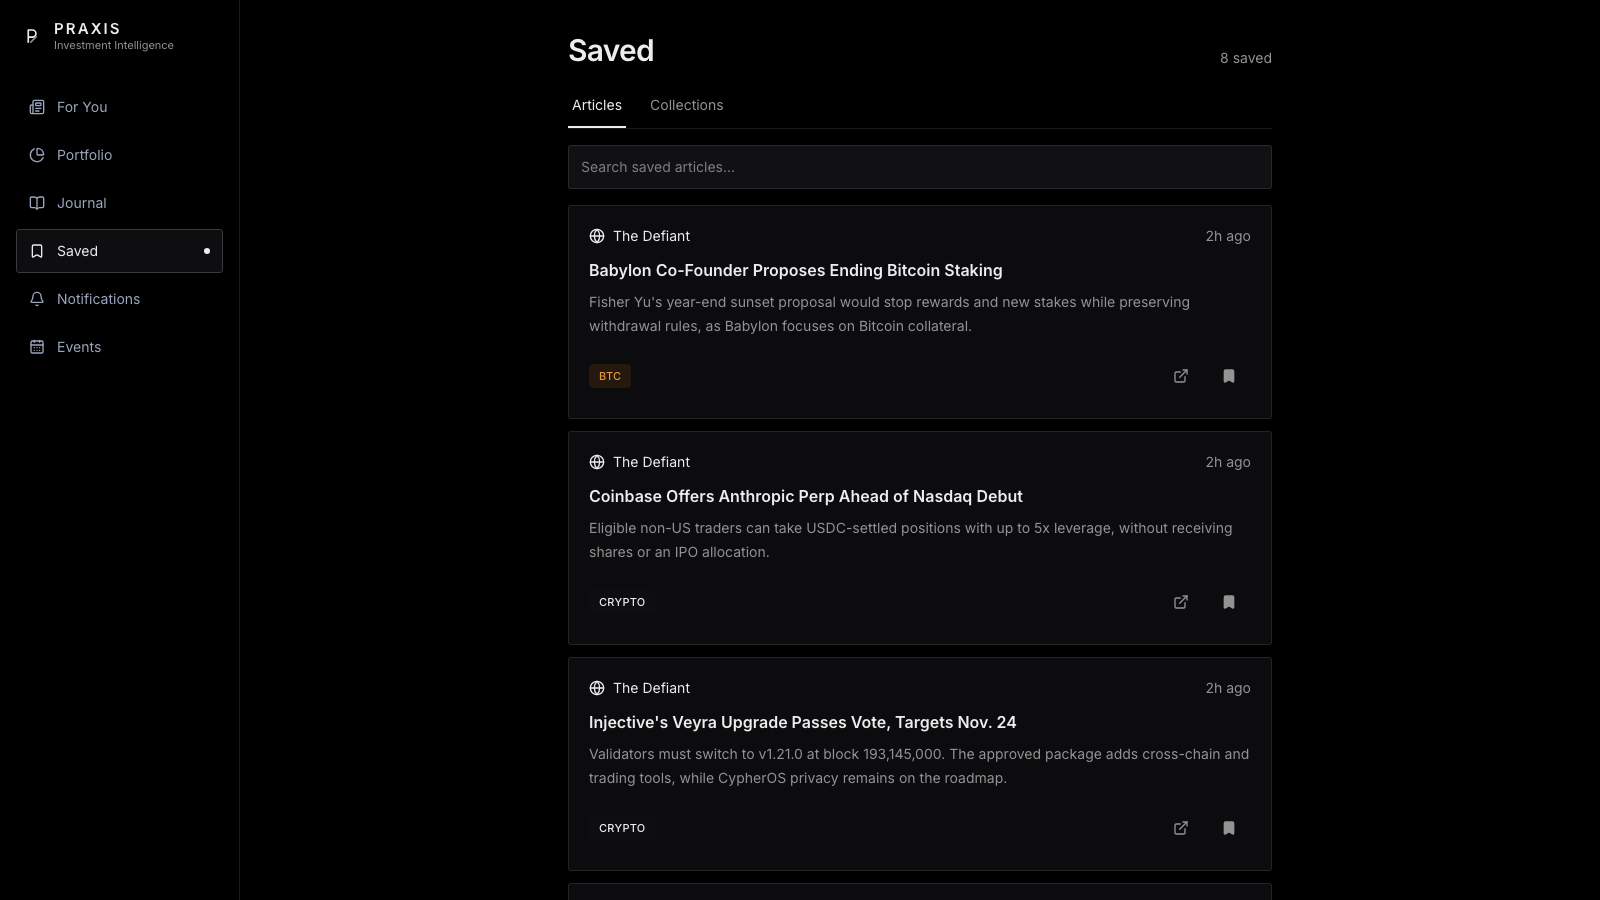 PRAXIS
Investment Intelligence
For You
Portfolio
Journal
Saved
Notifications
Events
Saved
8 saved
Articles
Collections
Search saved articles...
The Defiant
2h ago
Babylon Co-Founder Proposes Ending Bitcoin Staking
Fisher Yu's year-end sunset proposal would stop rewards and new stakes while preserving
withdrawal rules, as Babylon focuses on Bitcoin collateral.
BTC
The Defiant
2h ago
Coinbase Offers Anthropic Perp Ahead of Nasdaq Debut
Eligible non-US traders can take USDC-settled positions with up to 5x leverage, without receiving
shares or an IPO allocation.
CRYPTO
The Defiant
2h ago
Injective's Veyra Upgrade Passes Vote, Targets Nov. 24
Validators must switch to v1.21.0 at block 193,145,000. The approved package adds cross-chain and
trading tools, while CypherOS privacy remains on the roadmap.
CRYPTO